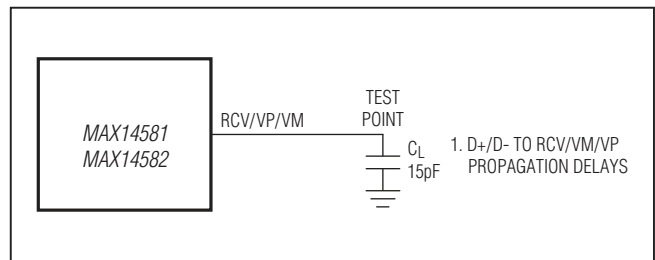 MAX14581
MAX14582
RCV/VP/VM
TEST
POINT
CL
15pF
1. D+/D- TO RCV/VM/VP
PROPAGATION DELAYS